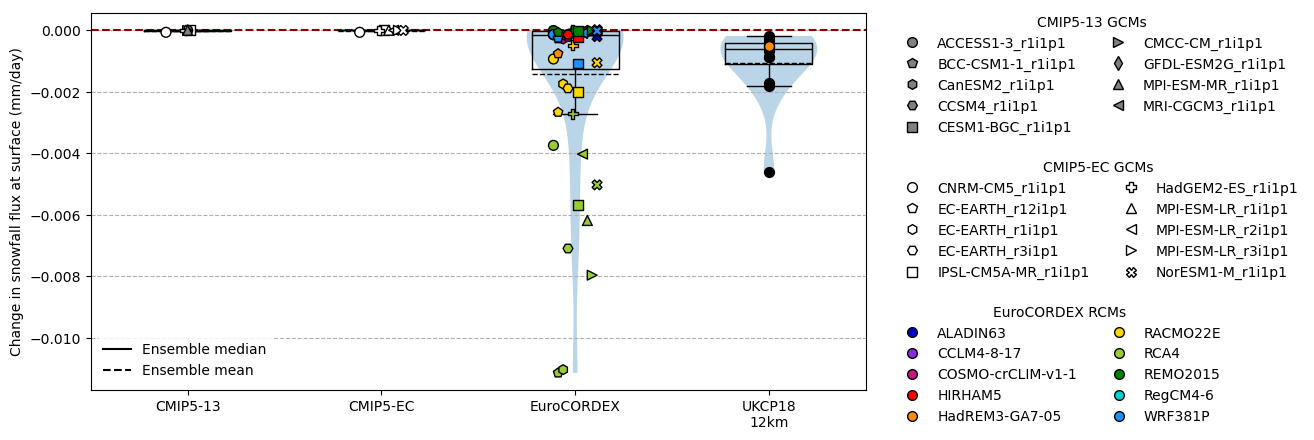 Change in snowfall flux at surface (mm/day)
0.000
−0.002
−0.004
−0.006
−0.008
−0.010
Ensemble median
Ensemble mean
CMIP5-13
CMIP5-EC
EuroCORDEX
UKCP18
12km
CMIP5-13 GCMs
ACCESS1-3_r1i1p1
BCC-CSM1-1_r1i1p1
CanESM2_r1i1p1
CCSM4_r1i1p1
CESM1-BGC_r1i1p1
CMCC-CM_r1i1p1
GFDL-ESM2G_r1i1p1
MPI-ESM-MR_r1i1p1
MRI-CGCM3_r1i1p1
CMIP5-EC GCMs
CNRM-CM5_r1i1p1
EC-EARTH_r12i1p1
EC-EARTH_r1i1p1
EC-EARTH_r3i1p1
IPSL-CM5A-MR_r1i1p1
HadGEM2-ES_r1i1p1
MPI-ESM-LR_r1i1p1
MPI-ESM-LR_r2i1p1
MPI-ESM-LR_r3i1p1
NorESM1-M_r1i1p1
EuroCORDEX RCMs
ALADIN63
CCLM4-8-17
COSMO-crCLIM-v1-1
HIRHAM5
HadREM3-GA7-05
RACMO22E
RCA4
REMO2015
RegCM4-6
WRF381P